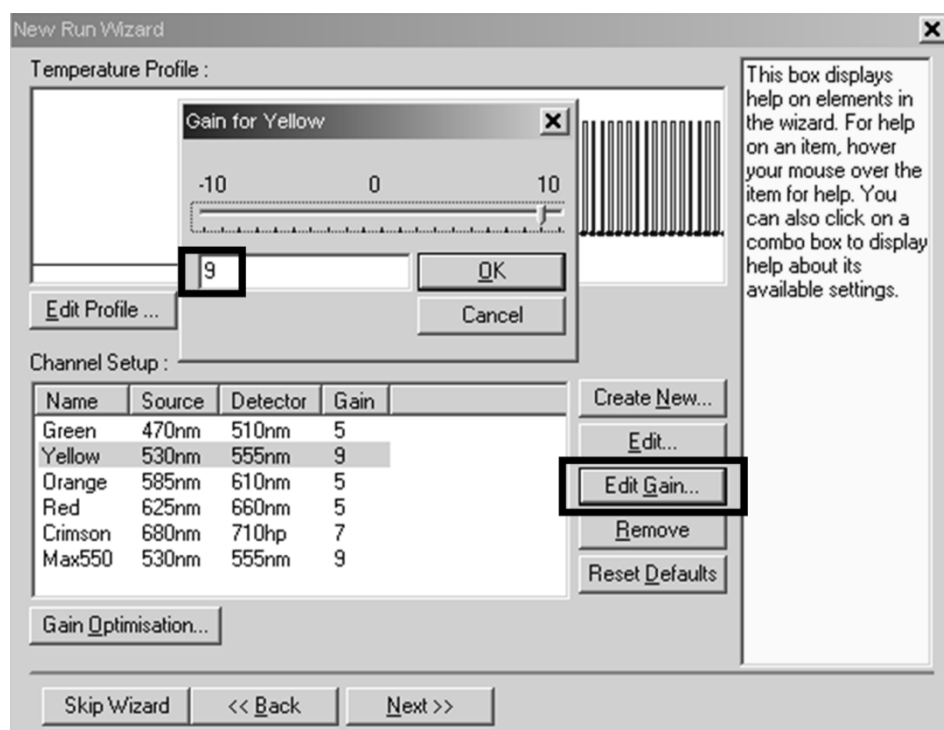 New Run Wizard
Temperature Profile :
Gain for Yellow
-10 0 10
9
OK
Cancel
Edit Profile ...
This box displays
help on elements in
the wizard. For help
on an item, hover
your mouse over the
item for help. You
can also click on a
combo box to display
help about its
available settings.
Channel Setup :
Name Source Detector Gain
Green 470nm 510nm 5
Yellow 530nm 555nm 9
Orange 585nm 610nm 5
Red 625nm 660nm 5
Crimson 680nm 710hp 7
Max550 530nm 555nm 9
Create New...
Edit...
Edit Gain...
Remove
Reset Defaults
Gain Optimisation...
Skip Wizard << Back Next >>